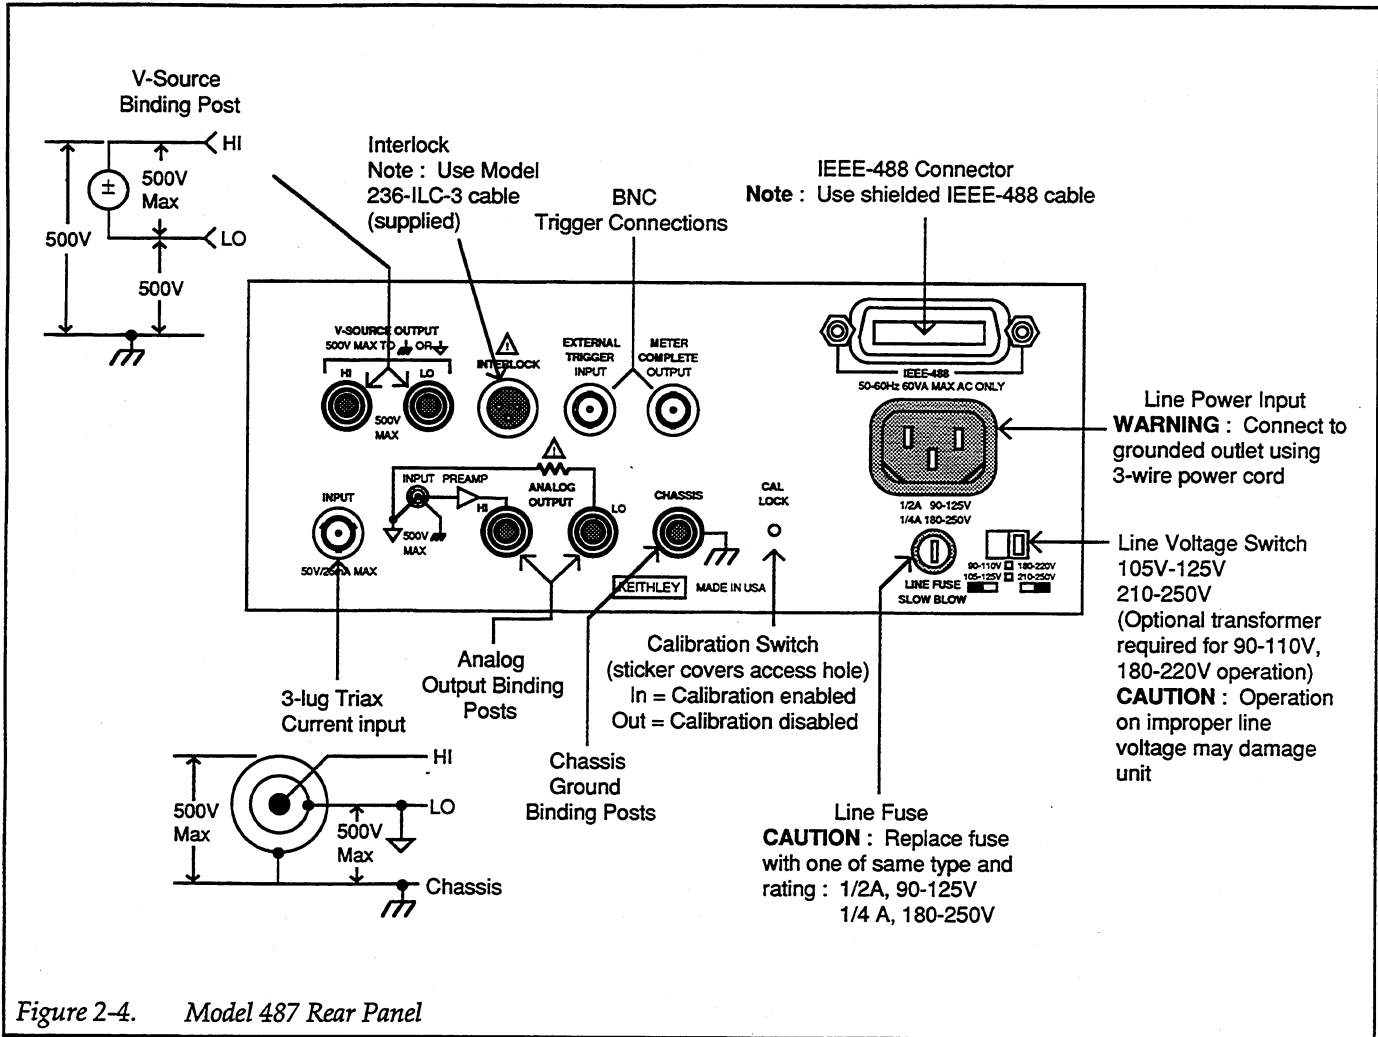 V-Source
Binding Post
HI
500V
Max
±
500V
LO
500V
Interlock
Note : Use Model
236-ILC-3 cable
(supplied)
BNC
Trigger Connections
IEEE-488 Connector
Note : Use shielded IEEE-488 cable
V-SOURCE OUTPUT
500V MAX TO OR
HI
LO
500V
MAX
INTERLOCK
EXTERNAL
TRIGGER
INPUT
METER
COMPLETE
OUTPUT
IEEE-488
50-60Hz 60VA MAX AC ONLY
Line Power Input
WARNING : Connect to
grounded outlet using
3-wire power cord
INPUT
50V/25mA MAX
INPUT PREAMP
500V
MAX
ANALOG
OUTPUT
HI
LO
CHASSIS
CAL
LOCK
KEITHLEY
MADE IN USA
1/2A 90-125V
1/4A 180-250V
LINE FUSE
SLOW BLOW
90-110V 180-220V
105-125V 210-250V
Line Voltage Switch
105V-125V
210-250V
(Optional transformer
required for 90-110V,
180-220V operation)
CAUTION : Operation
on improper line
voltage may damage
unit
3-lug Triax
Current input
Analog
Output Binding
Posts
Calibration Switch
(sticker covers access hole)
In = Calibration enabled
Out = Calibration disabled
Chassis
Ground
Binding Posts
Line Fuse
CAUTION : Replace fuse
with one of same type and
rating : 1/2A, 90-125V
1/4 A, 180-250V
HI
500V
Max
LO
500V
Max
Chassis
Figure 2-4. Model 487 Rear Panel